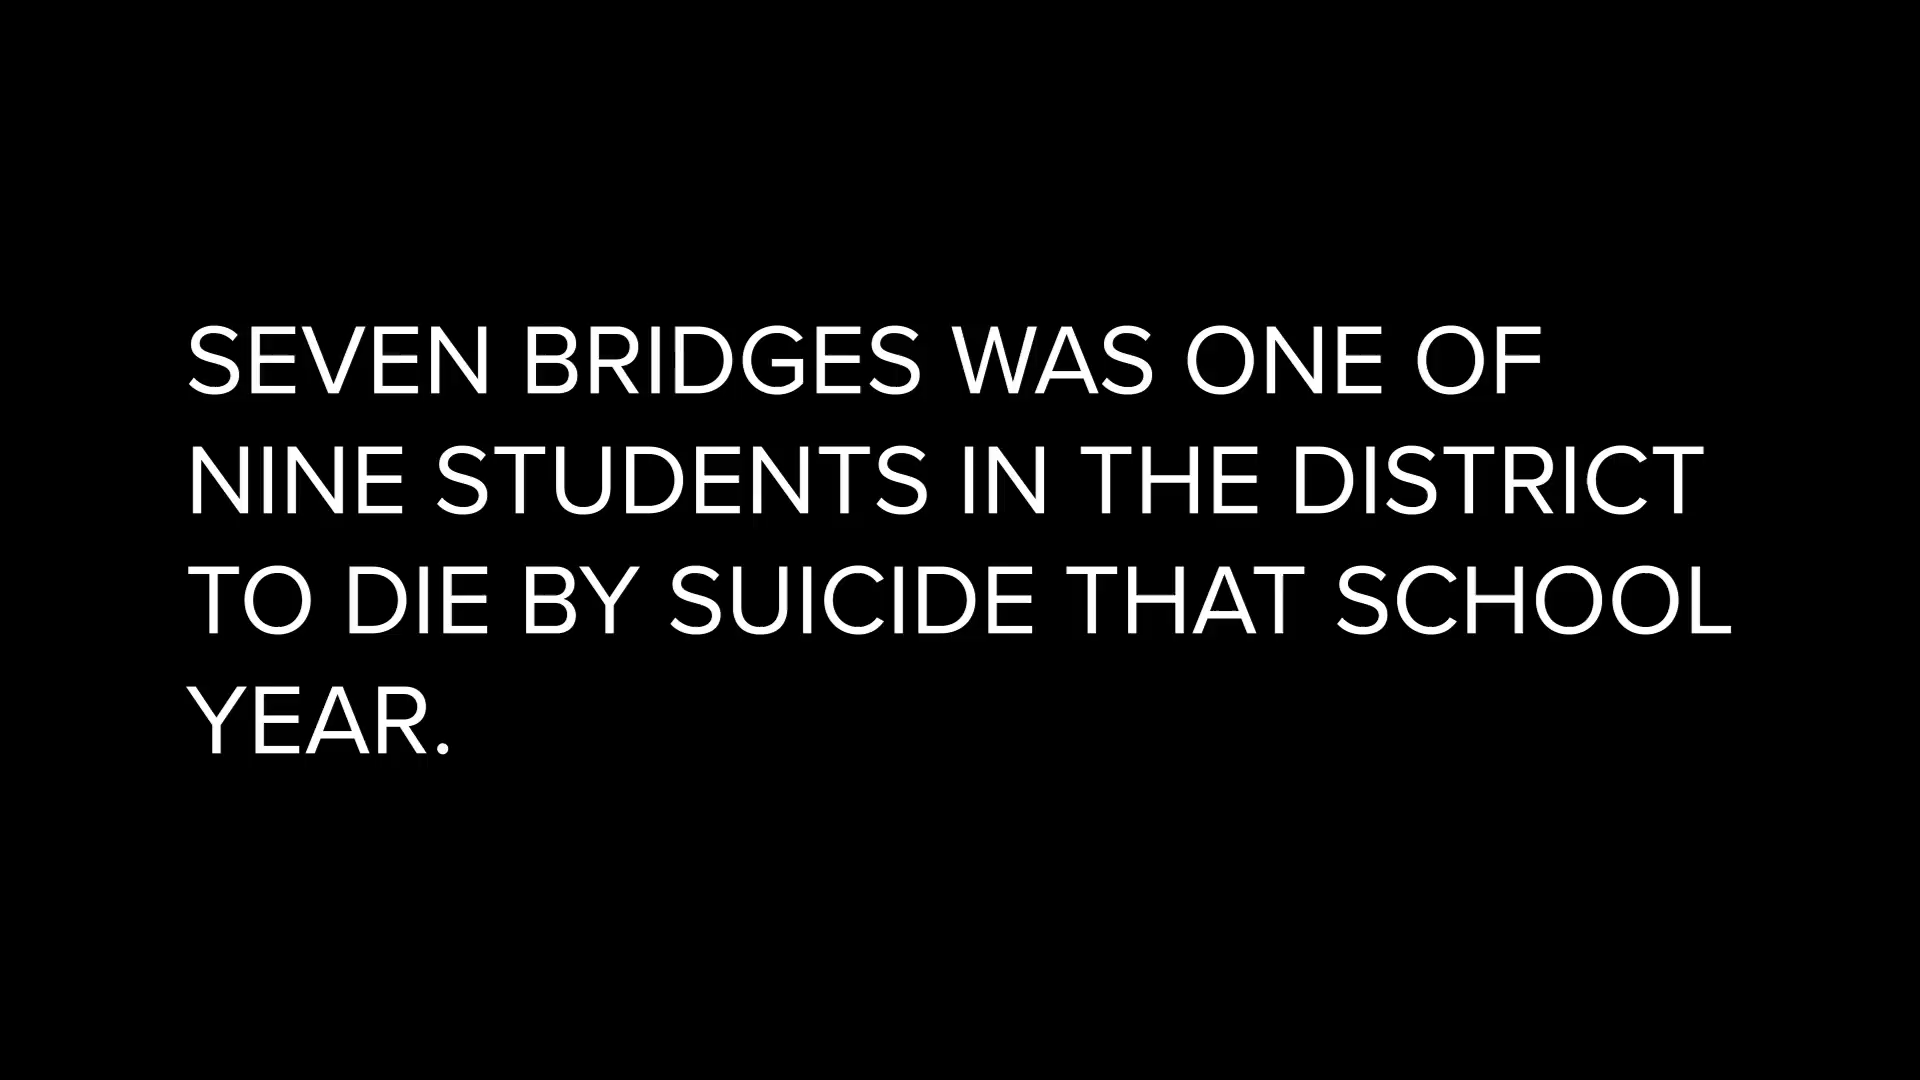 SEVEN BRIDGES WAS ONE OF
NINE STUDENTS IN THE DISTRICT
TO DIE BY SUICIDE THAT SCHOOL
YEAR.